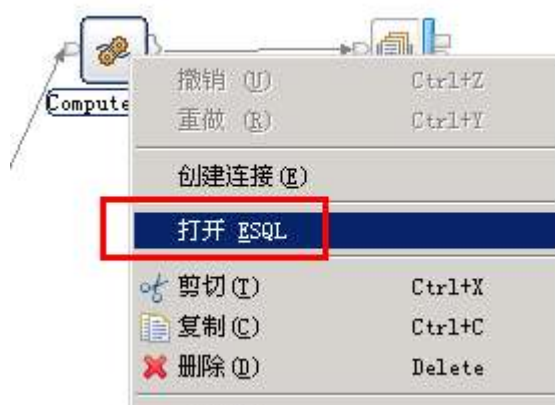 Compute
撤销 (U) Ctrl+Z
重做 (R) Ctrl+Y
创建连接(E)
打开 ESQL
剪切(T) Ctrl+X
复制(C) Ctrl+C
删除(D) Delete